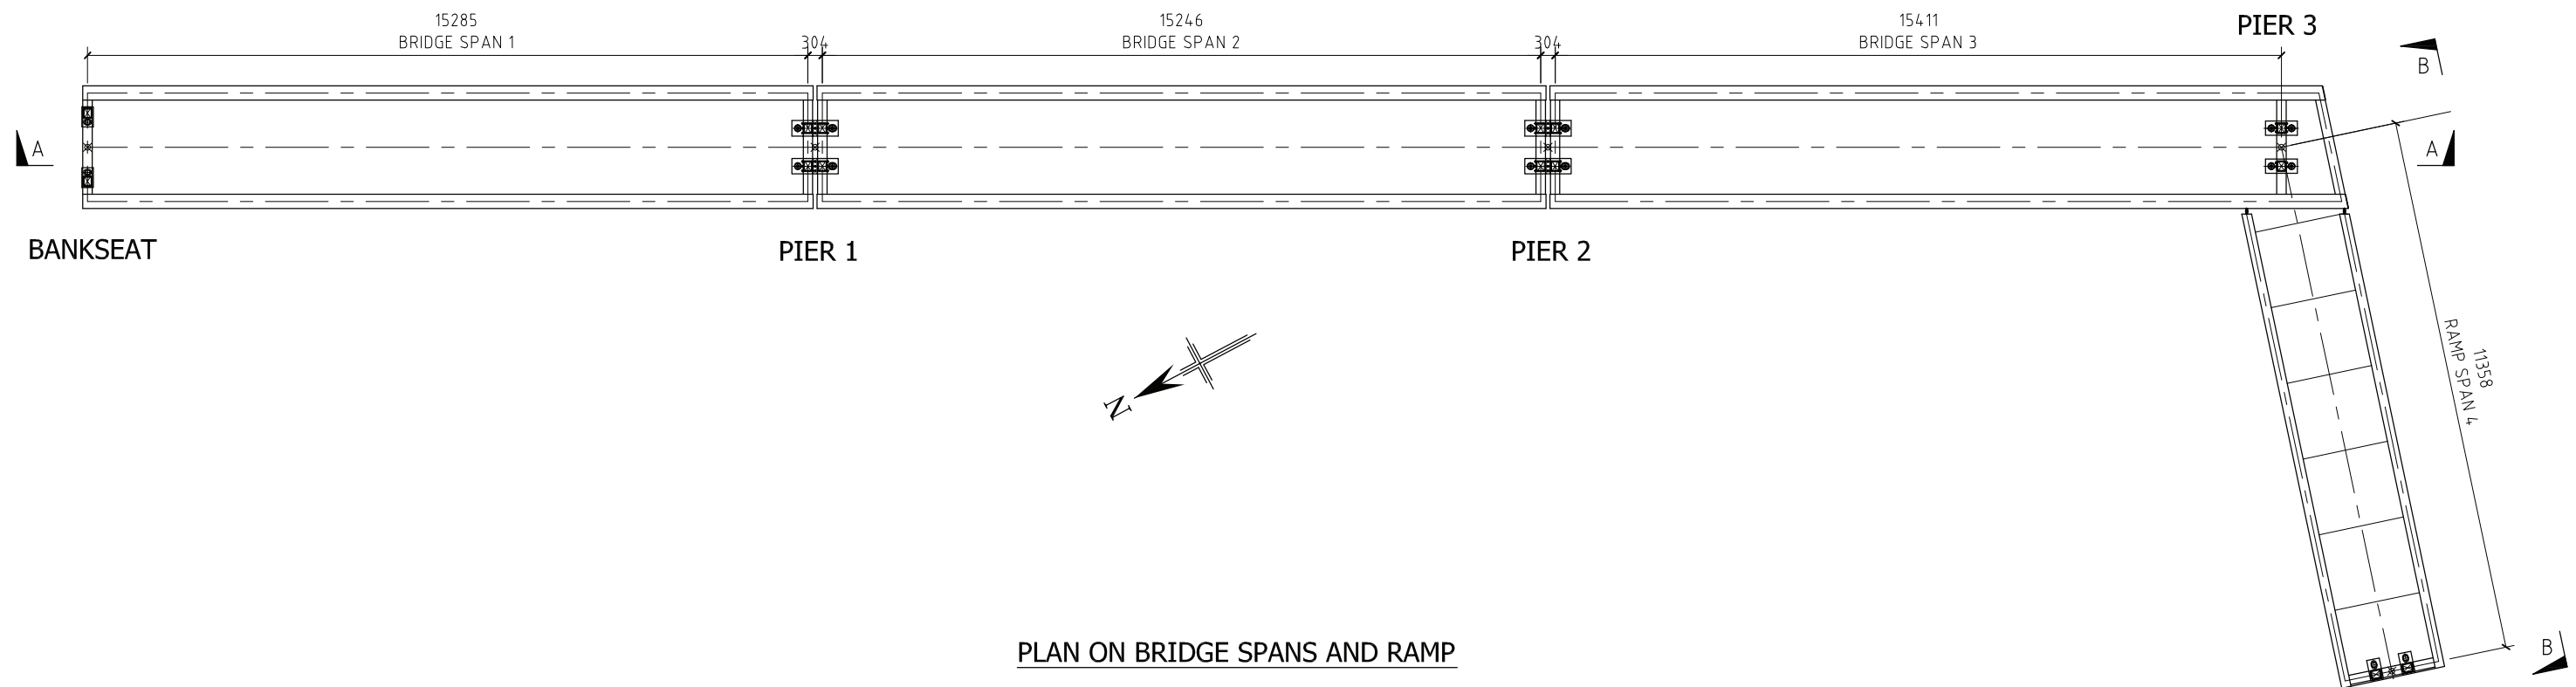 15285
BRIDGE SPAN 1
304
15246
BRIDGE SPAN 2
304
15411
BRIDGE SPAN 3
PIER 3
B
A
A
BANKSEAT
PIER 1
PIER 2
N
11358
RAMP SPAN 4
PLAN ON BRIDGE SPANS AND RAMP
B